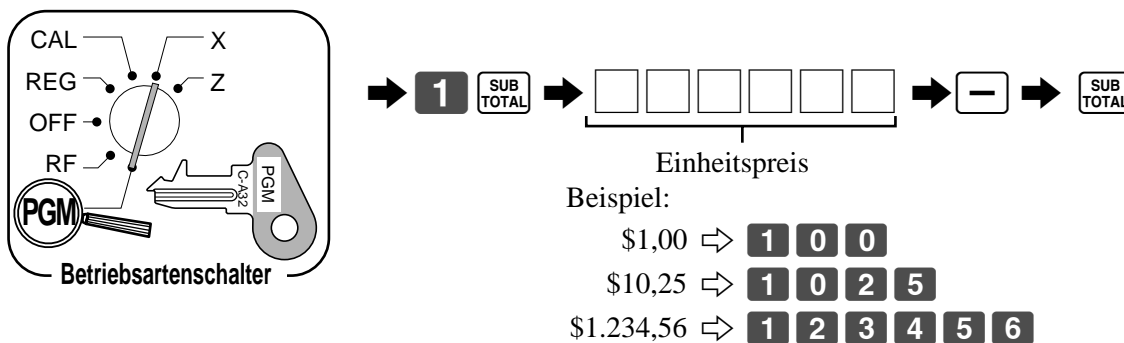 CAL X
REG Z
OFF
RF
PGM
PGM
C-A32
Betriebsartenschalter
1 SUB TOTAL − SUB TOTAL
Einheitspreis
Beispiel:
$1,00 ⇨ 1 0 0
$10,25 ⇨ 1 0 2 5
$1.234,56 ⇨ 1 2 3 4 5 6